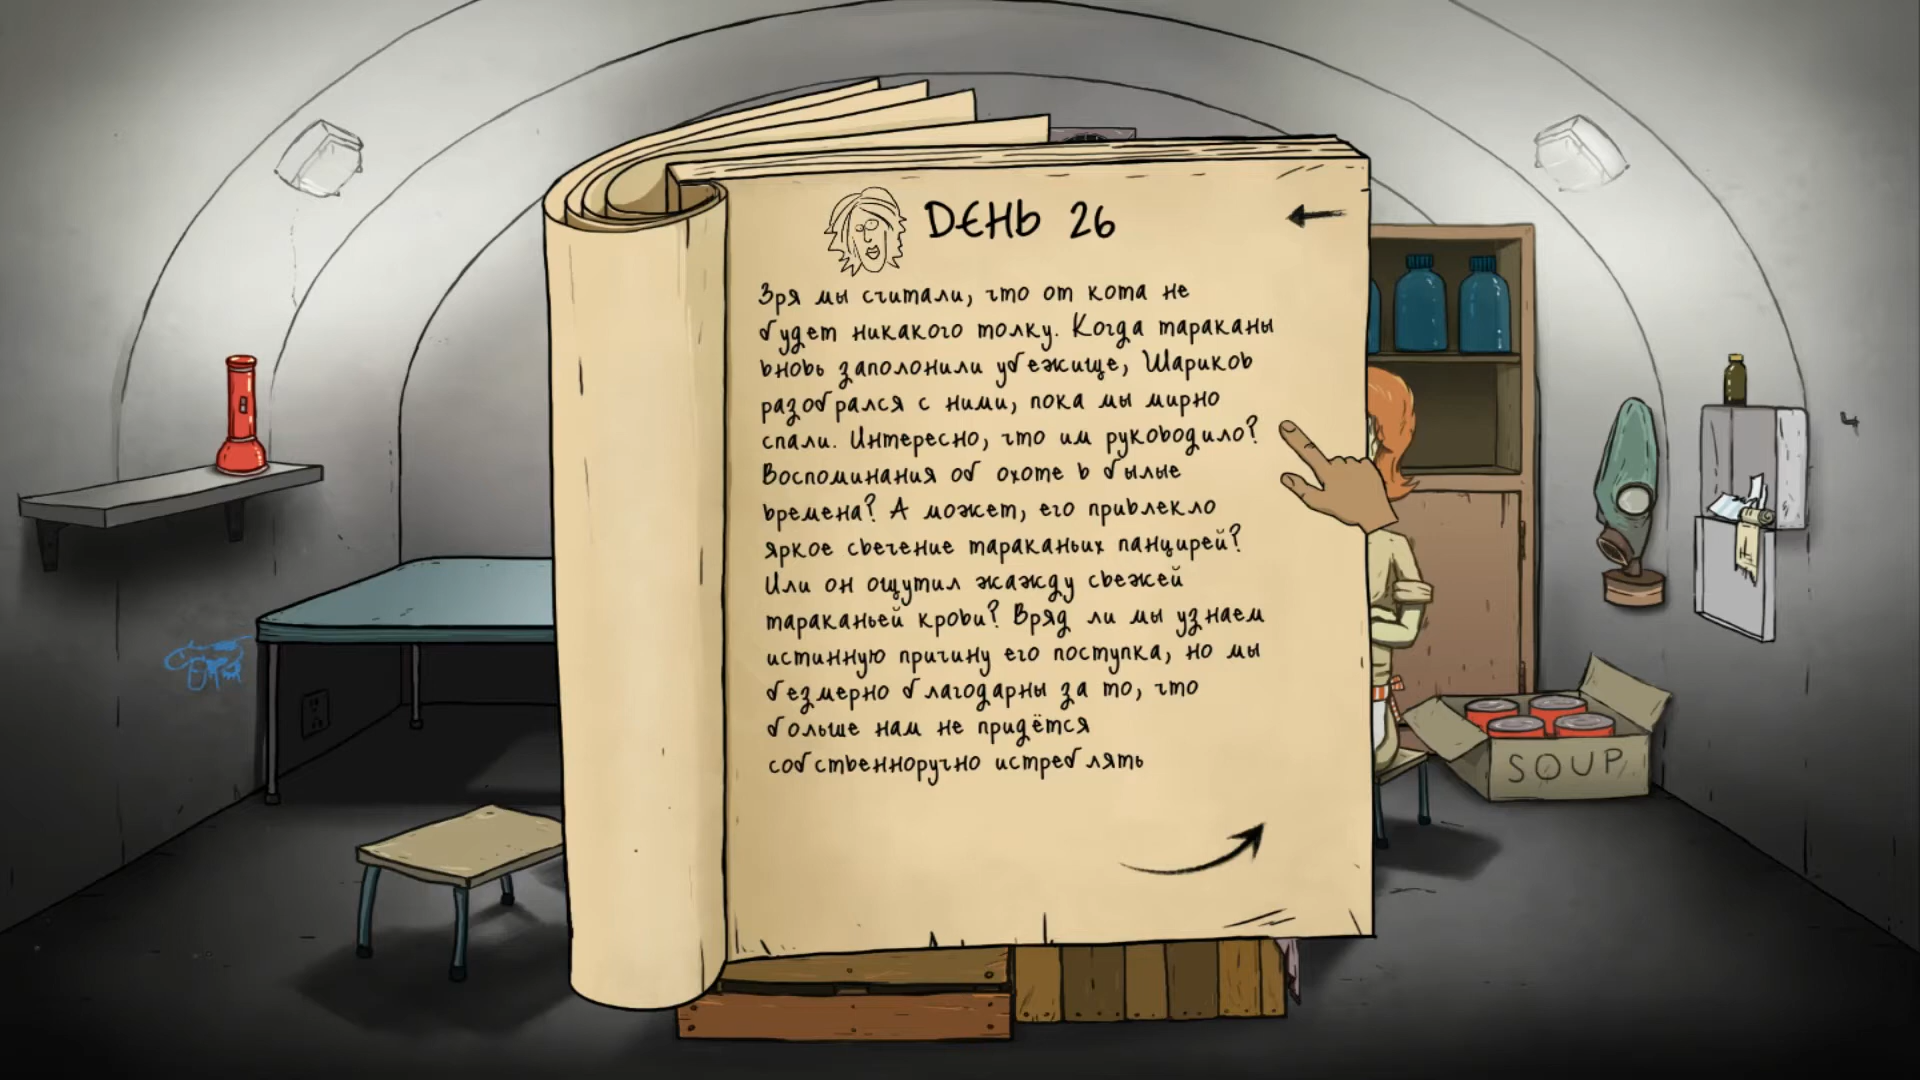 ДЕНЬ 26
Зря мы считали, что от кота не
будет никакого толку. Когда тараканы
вновь заполонили убежище, Шариков
разобрался с ними, пока мы мирно
спали. Интересно, что им руководило?
Воспоминания об охоте в былые
времена? А может, его привлекло
яркое свечение тараканьих панцирей?
Или он ощутил жажду свежей
тараканьей крови? Вряд ли мы узнаем
истинную причину его поступка, но мы
безмерно благодарны за то, что
больше нам не придётся
собственноручно истреблять
SOUP